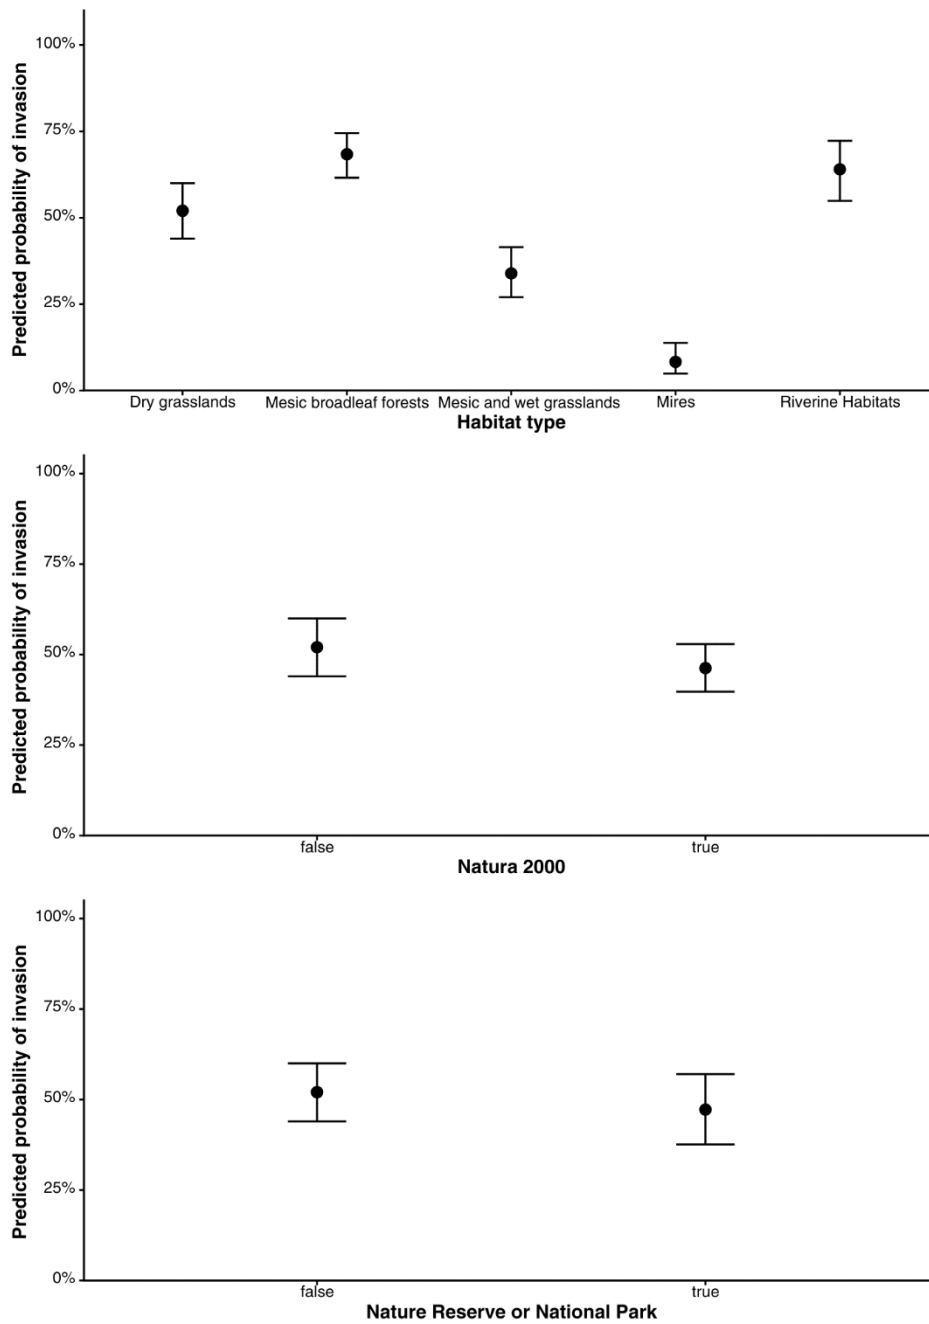 Predicted probability of invasion
100%
75%
50%
25%
0%
Dry grasslands
Mesic broadleaf forests
Mesic and wet grasslands
Mires
Riverine Habitats
Habitat type
Predicted probability of invasion
100%
75%
50%
25%
0%
false
true
Natura 2000
Predicted probability of invasion
100%
75%
50%
25%
0%
false
true
Nature Reserve or National Park